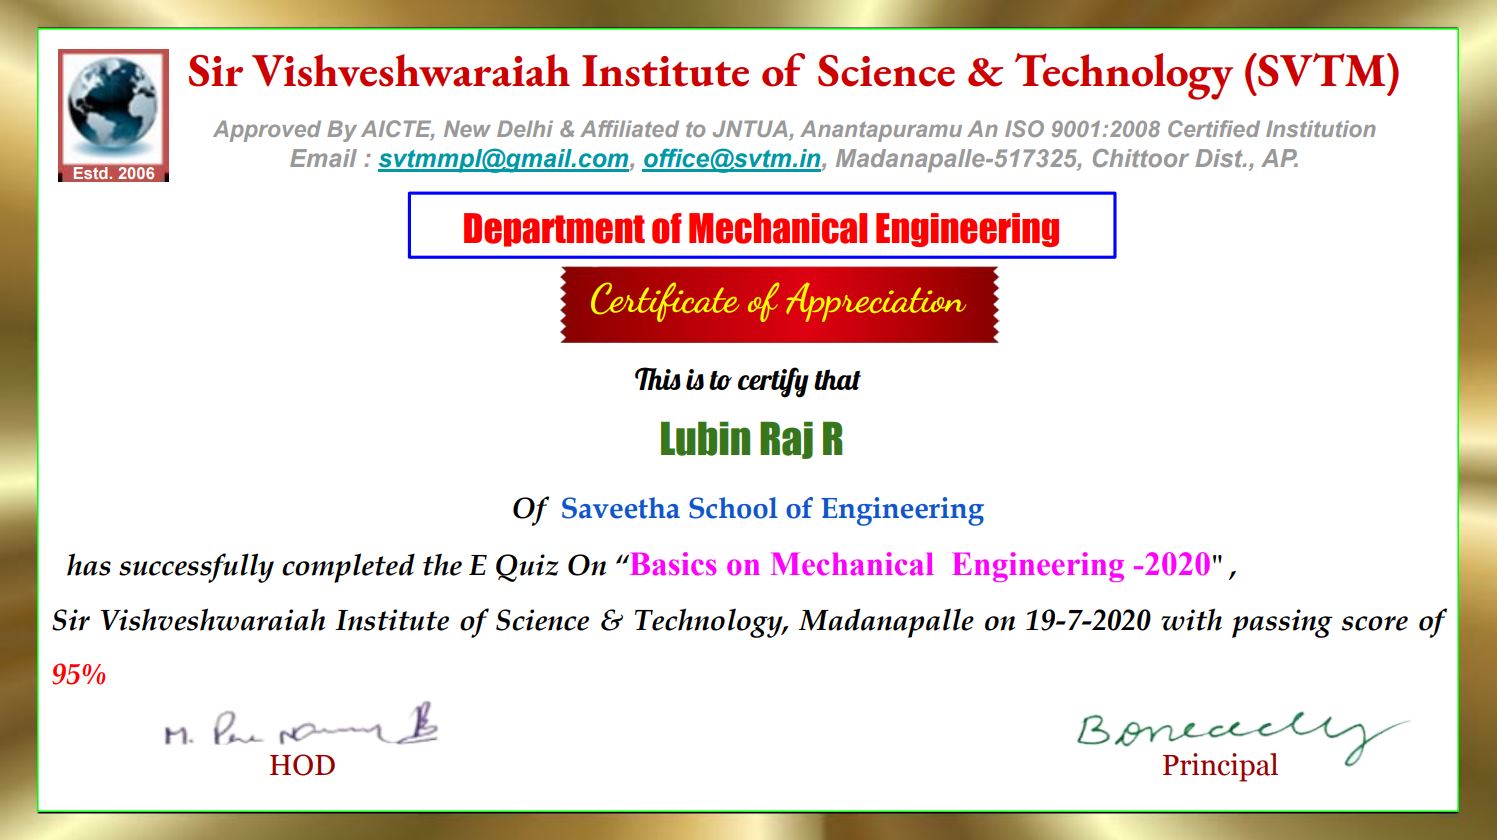 Sir Vishveshwaraiah Institute of Science & Technology (SVTM)
Approved By AICTE, New Delhi & Affiliated to JNTUA, Anantapuramu An ISO 9001:2008 Certified Institution
Email : svtmmpl@gmail.com, office@svtm.in, Madanapalle-517325, Chittoor Dist., AP.
Estd. 2006
Department of Mechanical Engineering
Certificate of Appreciation
This is to certify that
Lubin Raj R
Of Saveetha School of Engineering
has successfully completed the E Quiz On “Basics on Mechanical Engineering -2020" ,
Sir Vishveshwaraiah Institute of Science & Technology, Madanapalle on 19-7-2020 with passing score of
95%
M.
HOD
Principal